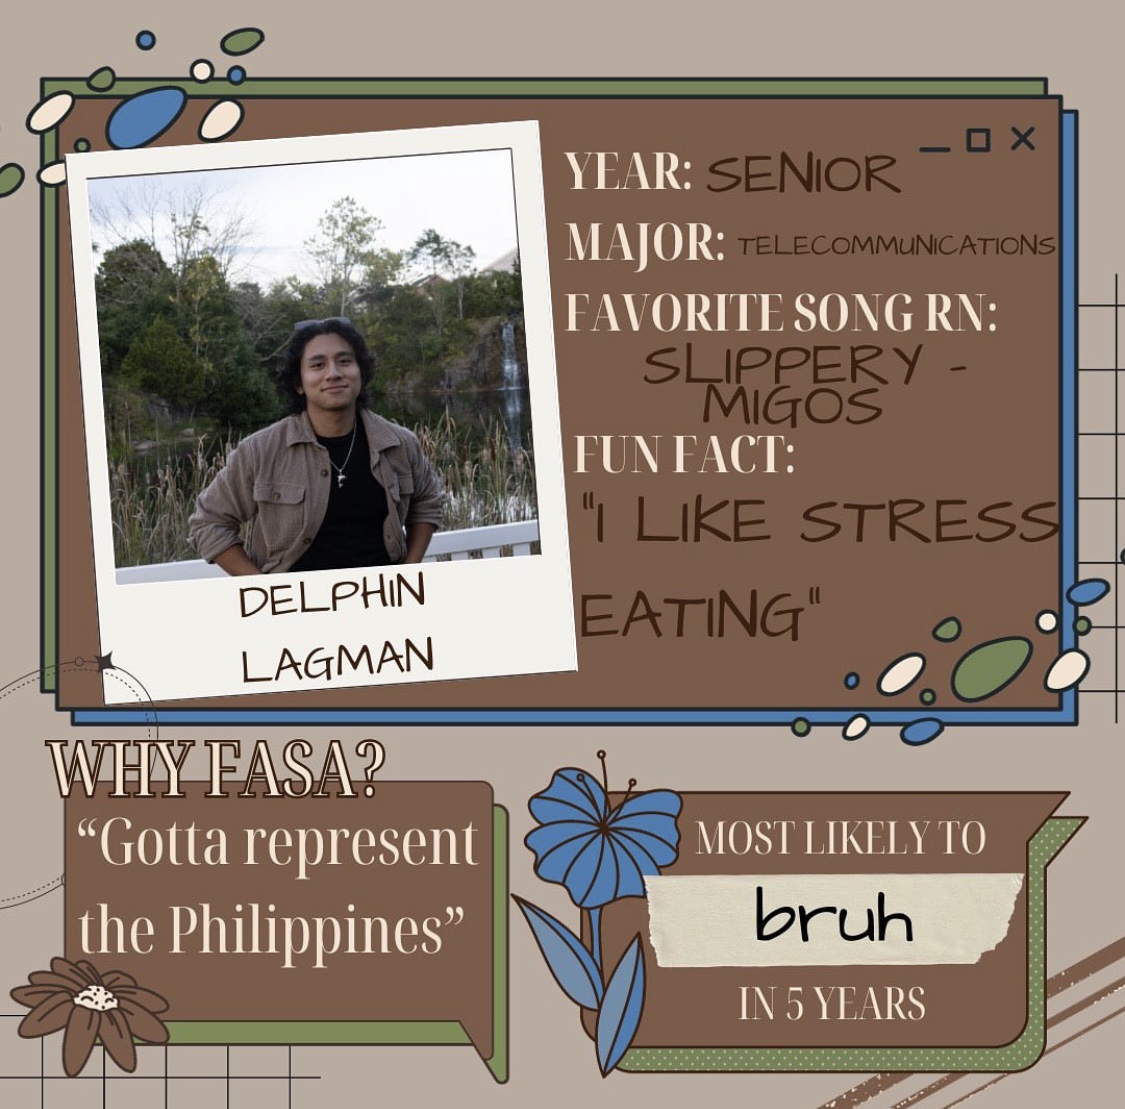 YEAR: SENIOR
MAJOR: TELECOMMUNICATIONS
FAVORITE SONG RN:
SLIPPERY -
MIGOS
FUN FACT:
"I LIKE STRESS
EATING"
DELPHIN
LAGMAN
WHY FASA?
“Gotta represent
the Philippines”
MOST LIKELY TO
bruh
IN 5 YEARS